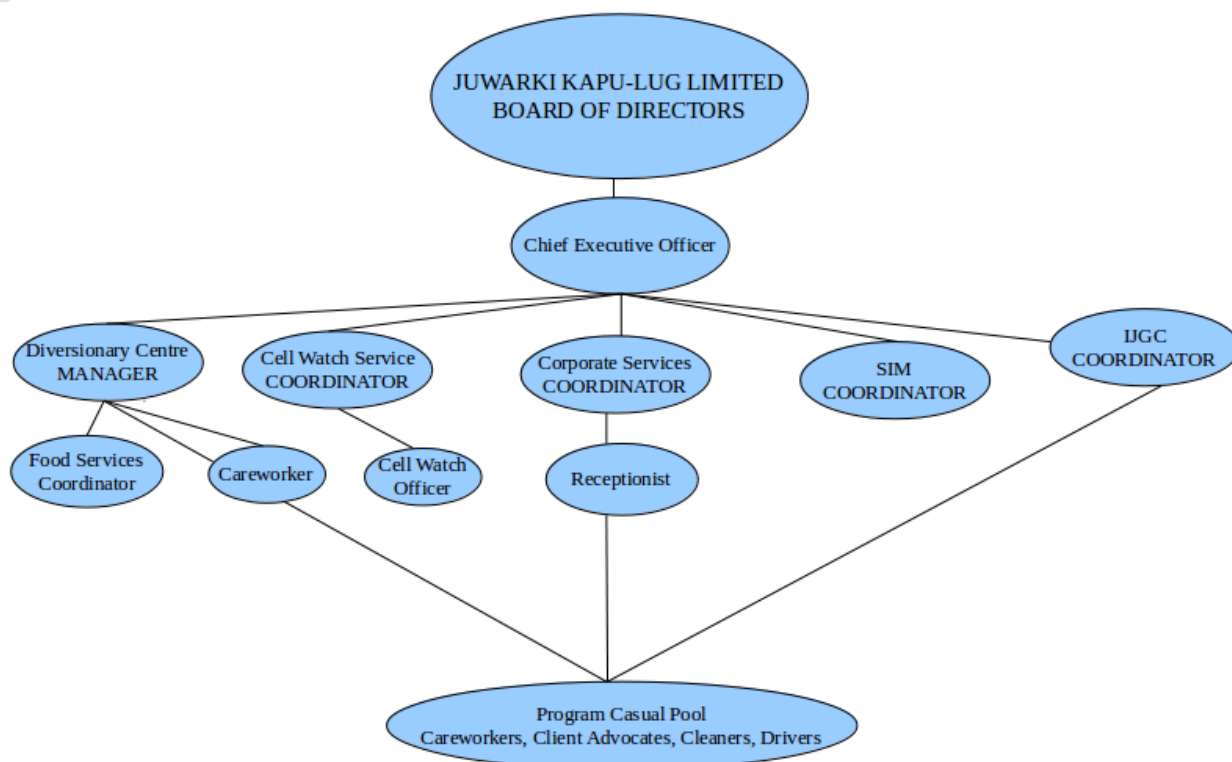 JUWARKI KAPU-LUG LIMITED
BOARD OF DIRECTORS
Chief Executive Officer
Diversionary Centre
MANAGER
Cell Watch Service
COORDINATOR
Corporate Services
COORDINATOR
SIM
COORDINATOR
IJGC
COORDINATOR
Food Services
Coordinator
Careworker
Cell Watch
Officer
Receptionist
Program Casual Pool
Careworkers, Client Advocates, Cleaners, Drivers